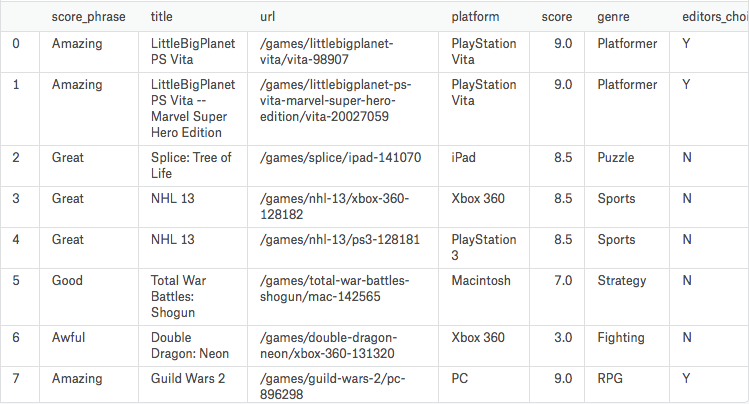 score_phrase title url platform score genre editors_choi
0 Amazing LittleBigPlanet /games/littlebigplanet- PlayStation 9.0 Platformer Y
PS Vita vita/vita-98907 Vita
1 Amazing LittleBigPlanet /games/littlebigplanet-ps- PlayStation 9.0 Platformer Y
PS Vita -- vita-marvel-super-hero- Vita
Marvel Super edition/vita-20027059
Hero Edition
2 Great Splice: Tree of /games/splice/ipad-141070 iPad 8.5 Puzzle N
Life
3 Great NHL 13 /games/nhl-13/xbox-360- Xbox 360 8.5 Sports N
128182
4 Great NHL 13 /games/nhl-13/ps3-128181 PlayStation 8.5 Sports N
3
5 Good Total War /games/total-war-battles- Macintosh 7.0 Strategy N
Battles: shogun/mac-142565
Shogun
6 Awful Double /games/double-dragon- Xbox 360 3.0 Fighting N
Dragon: Neon neon/xbox-360-131320
7 Amazing Guild Wars 2 /games/guild-wars-2/pc- PC 9.0 RPG Y
896298